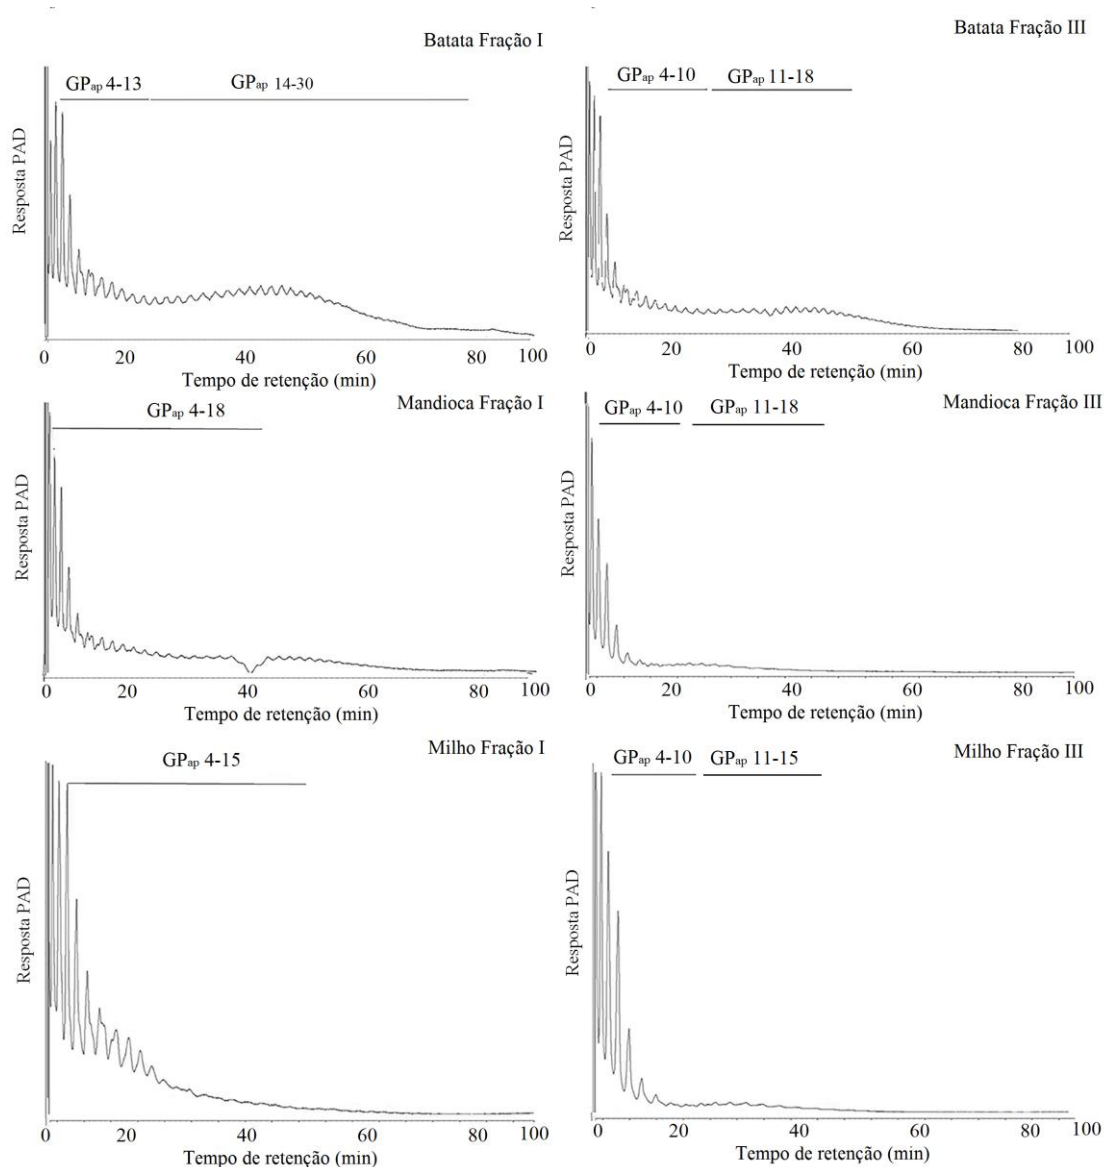 Batata Fração I
GPap 4-13
GPap 14-30
Resposta PAD
0 20 40 60 80 100
Tempo de retenção (min)
Batata Fração III
GPap 4-10
GPap 11-18
Resposta PAD
0 20 40 60 80 100
Tempo de retenção (min)
Mandioca Fração I
GPap 4-18
Resposta PAD
0 20 40 60 80 100
Tempo de retenção (min)
Mandioca Fração III
GPap 4-10
GPap 11-18
Resposta PAD
0 20 40 60 80 100
Tempo de retenção (min)
Milho Fração I
GPap 4-15
Resposta PAD
0 20 40 60 80 100
Tempo de retenção (min)
Milho Fração III
GPap 4-10
GPap 11-15
Resposta PAD
0 20 40 60 80 100
Tempo de retenção (min)